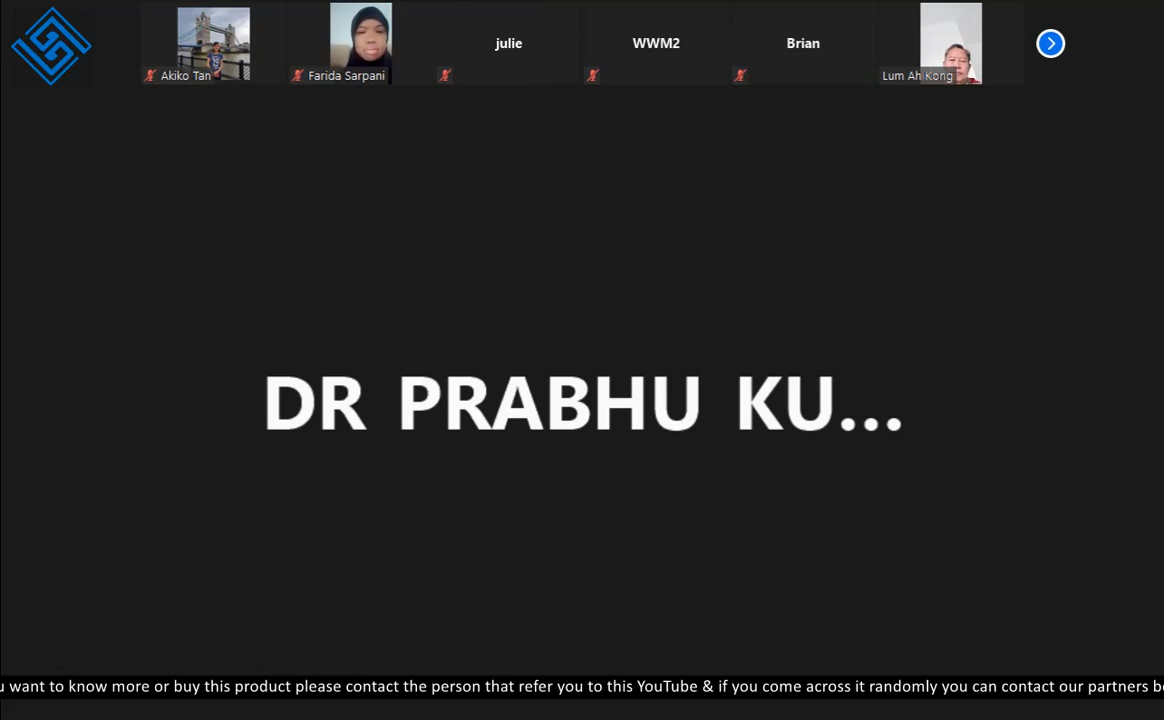 Akiko Tan
Farida Sarpani
julie
WWM2
Brian
Lum Ah Kong
DR PRABHU KU...
want to know more or buy this product please contact the person that refer you to this YouTube & if you come across it randomly you can contact our partners